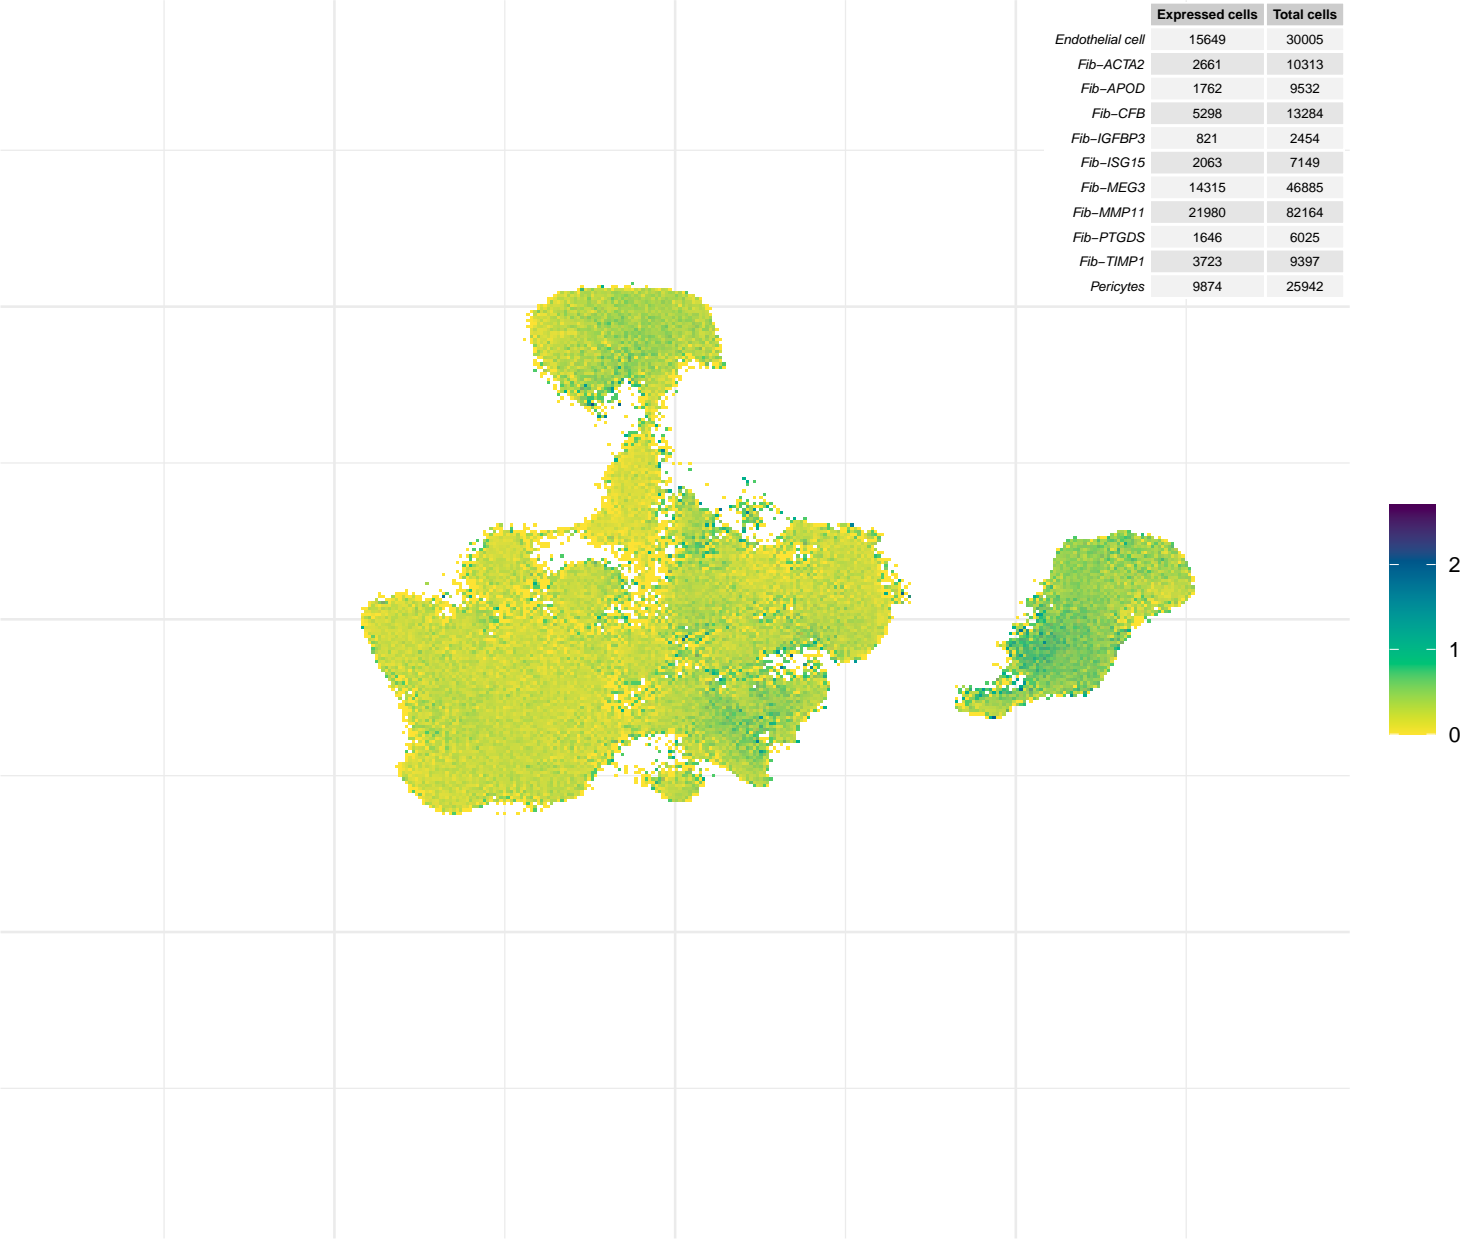 Expressed cells Total cells
Endothelial cell 15649 30005
Fib−ACTA2 2661 10313
Fib−APOD 1762 9532
Fib−CFB 5298 13284
Fib−IGFBP3 821 2454
Fib−ISG15 2063 7149
Fib−MEG3 14315 46885
Fib−MMP11 21980 82164
Fib−PTGDS 1646 6025
Fib−TIMP1 3723 9397
Pericytes 9874 25942
2
1
0